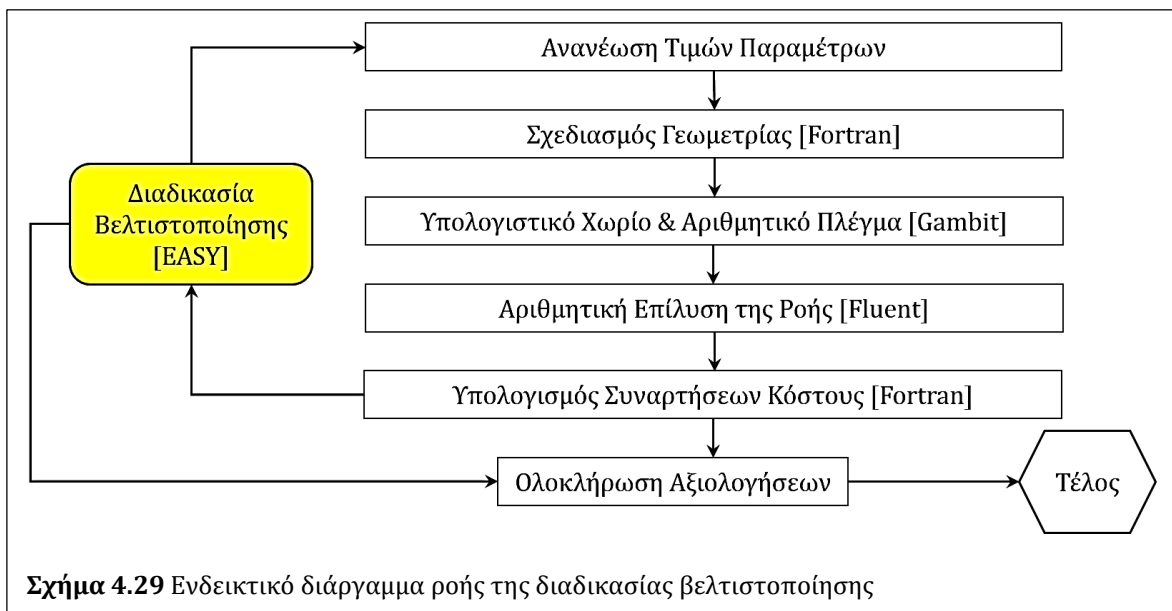 Ανανέωση Τιμών Παραμέτρων
Σχεδιασμός Γεωμετρίας [Fortran]
Διαδικασία
Βελτιστοποίησης
[EASY]
Υπολογιστικό Χωρίο & Αριθμητικό Πλέγμα [Gambit]
Αριθμητική Επίλυση της Ροής [Fluent]
Υπολογισμός Συναρτήσεων Κόστους [Fortran]
Ολοκλήρωση Αξιολογήσεων
Τέλος
Σχήμα 4.29 Ενδεικτικό διάργαμμα ροής της διαδικασίας βελτιστοποίησης